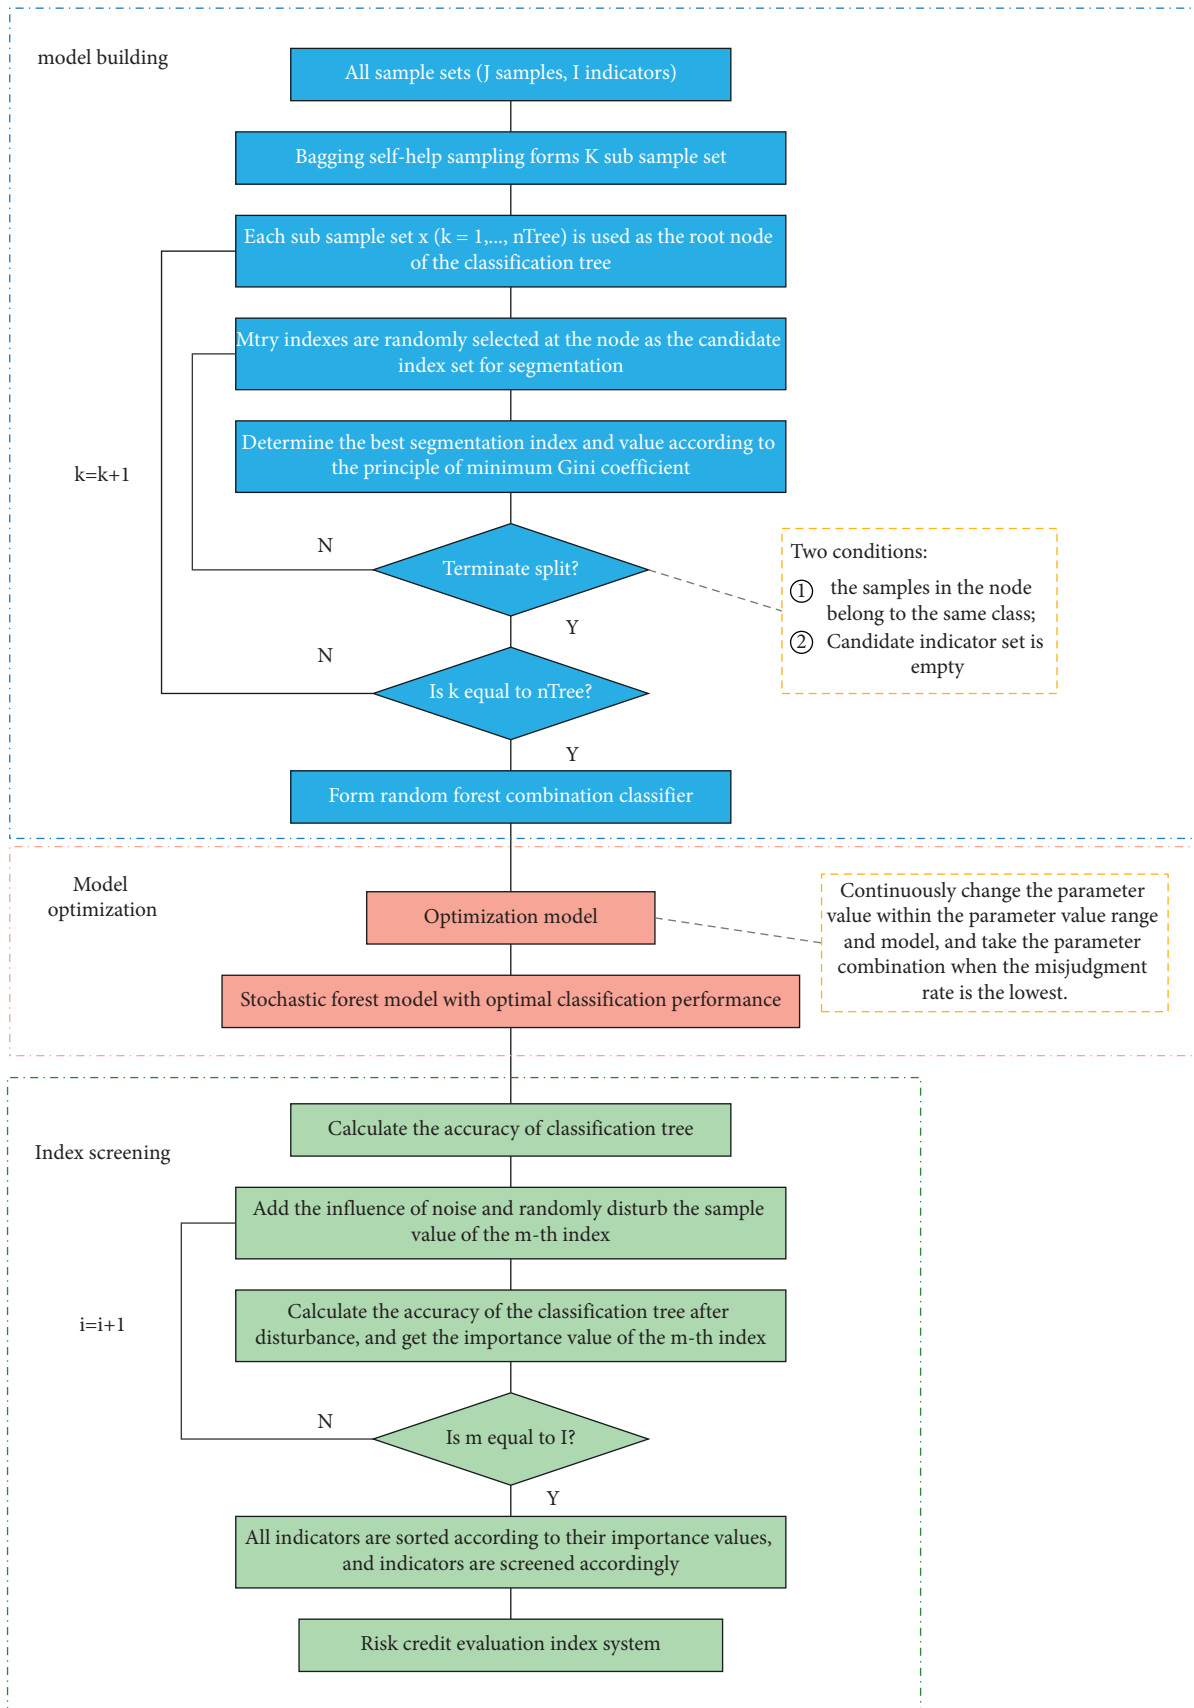 model building
All sample sets (J samples, I indicators)
Bagging self-help sampling forms K sub sample set
Each sub sample set x (k = 1,..., nTree) is used as the root node
of the classification tree
Mtry indexes are randomly selected at the node as the candidate
index set for segmentation
Determine the best segmentation index and value according to
the principle of minimum Gini coefficient
k=k+1
N
Terminate split?
Two conditions:
① the samples in the node
belong to the same class;
② Candidate indicator set is
empty
Y
N
Is k equal to nTree?
Y
Form random forest combination classifier
Model
optimization
Optimization model
Continuously change the parameter
value within the parameter value range
and model, and take the parameter
combination when the misjudgment
rate is the lowest.
Stochastic forest model with optimal classification performance
Index screening
Calculate the accuracy of classification tree
Add the influence of noise and randomly disturb the sample
value of the m-th index
i=i+1
Calculate the accuracy of the classification tree after
disturbance, and get the importance value of the m-th index
N
Is m equal to I?
Y
All indicators are sorted according to their importance values,
and indicators are screened accordingly
Risk credit evaluation index system